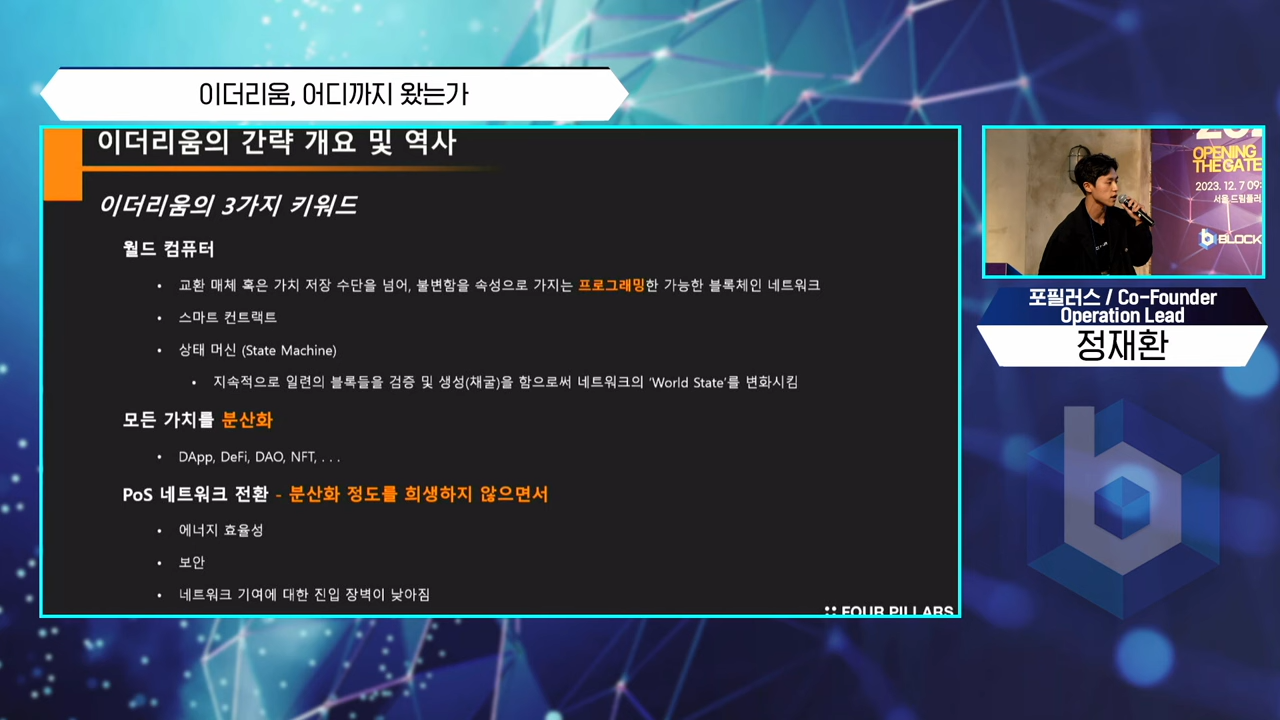 이더리움, 어디까지 왔는가
이더리움의 간략 개요 및 역사
이더리움의 3가지 키워드
월드 컴퓨터
• 교환 매체 혹은 가치 저장 수단을 넘어, 불변함을 속성으로 가지는 프로그래밍한 가능한 블록체인 네트워크
• 스마트 컨트랙트
• 상태 머신 (State Machine)
• 지속적으로 일련의 블록들을 검증 및 생성(채굴)을 함으로써 네트워크의 ‘World State’를 변화시킴
모든 가치를 분산화
• DApp, DeFi, DAO, NFT, . . .
PoS 네트워크 전환 - 분산화 정도를 희생하지 않으면서
• 에너지 효율성
• 보안
• 네트워크 기여에 대한 진입 장벽이 낮아짐
FOUR PILLARS
OPENING
THE GATE
2023. 12. 7 09:
서울 드림플
BLOCK
포필러스 / Co-Founder
Operation Lead
정재환